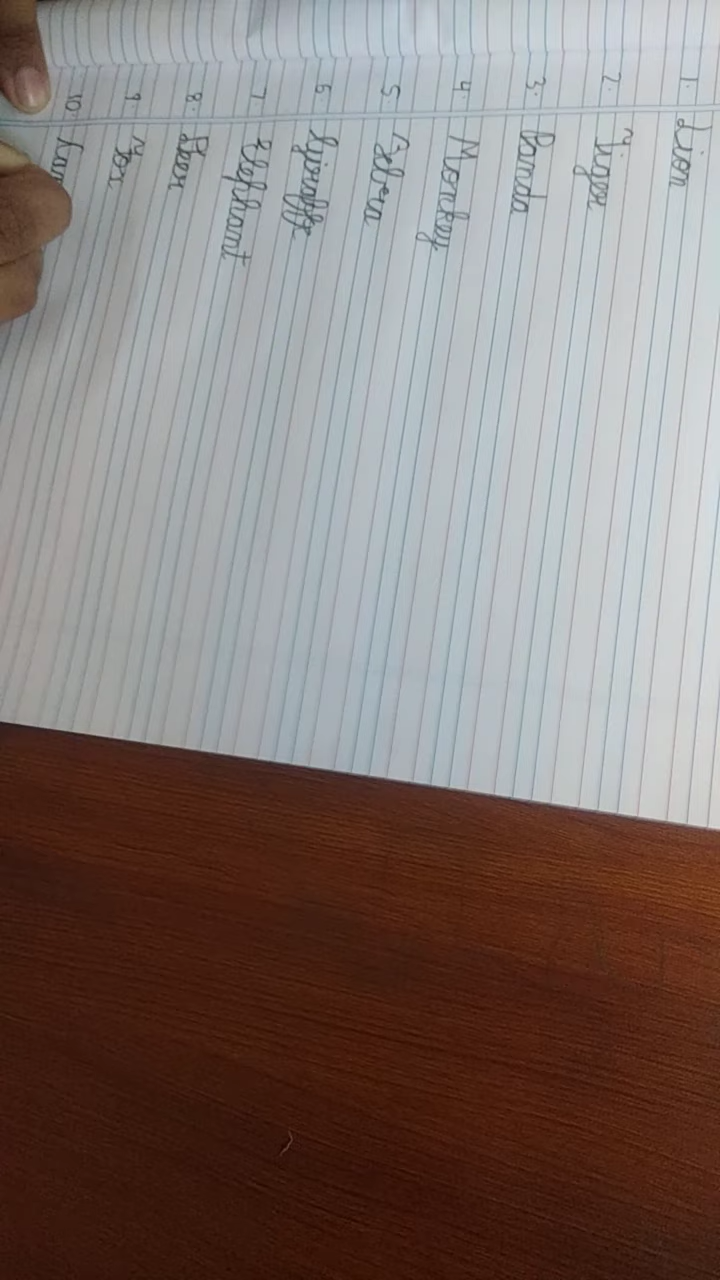 1. Lion
2. Tiger
3. Panda
4. Monkey
5. Zebra
6. Giraffe
7. Elephant
8. Bear
9. Fox
10.